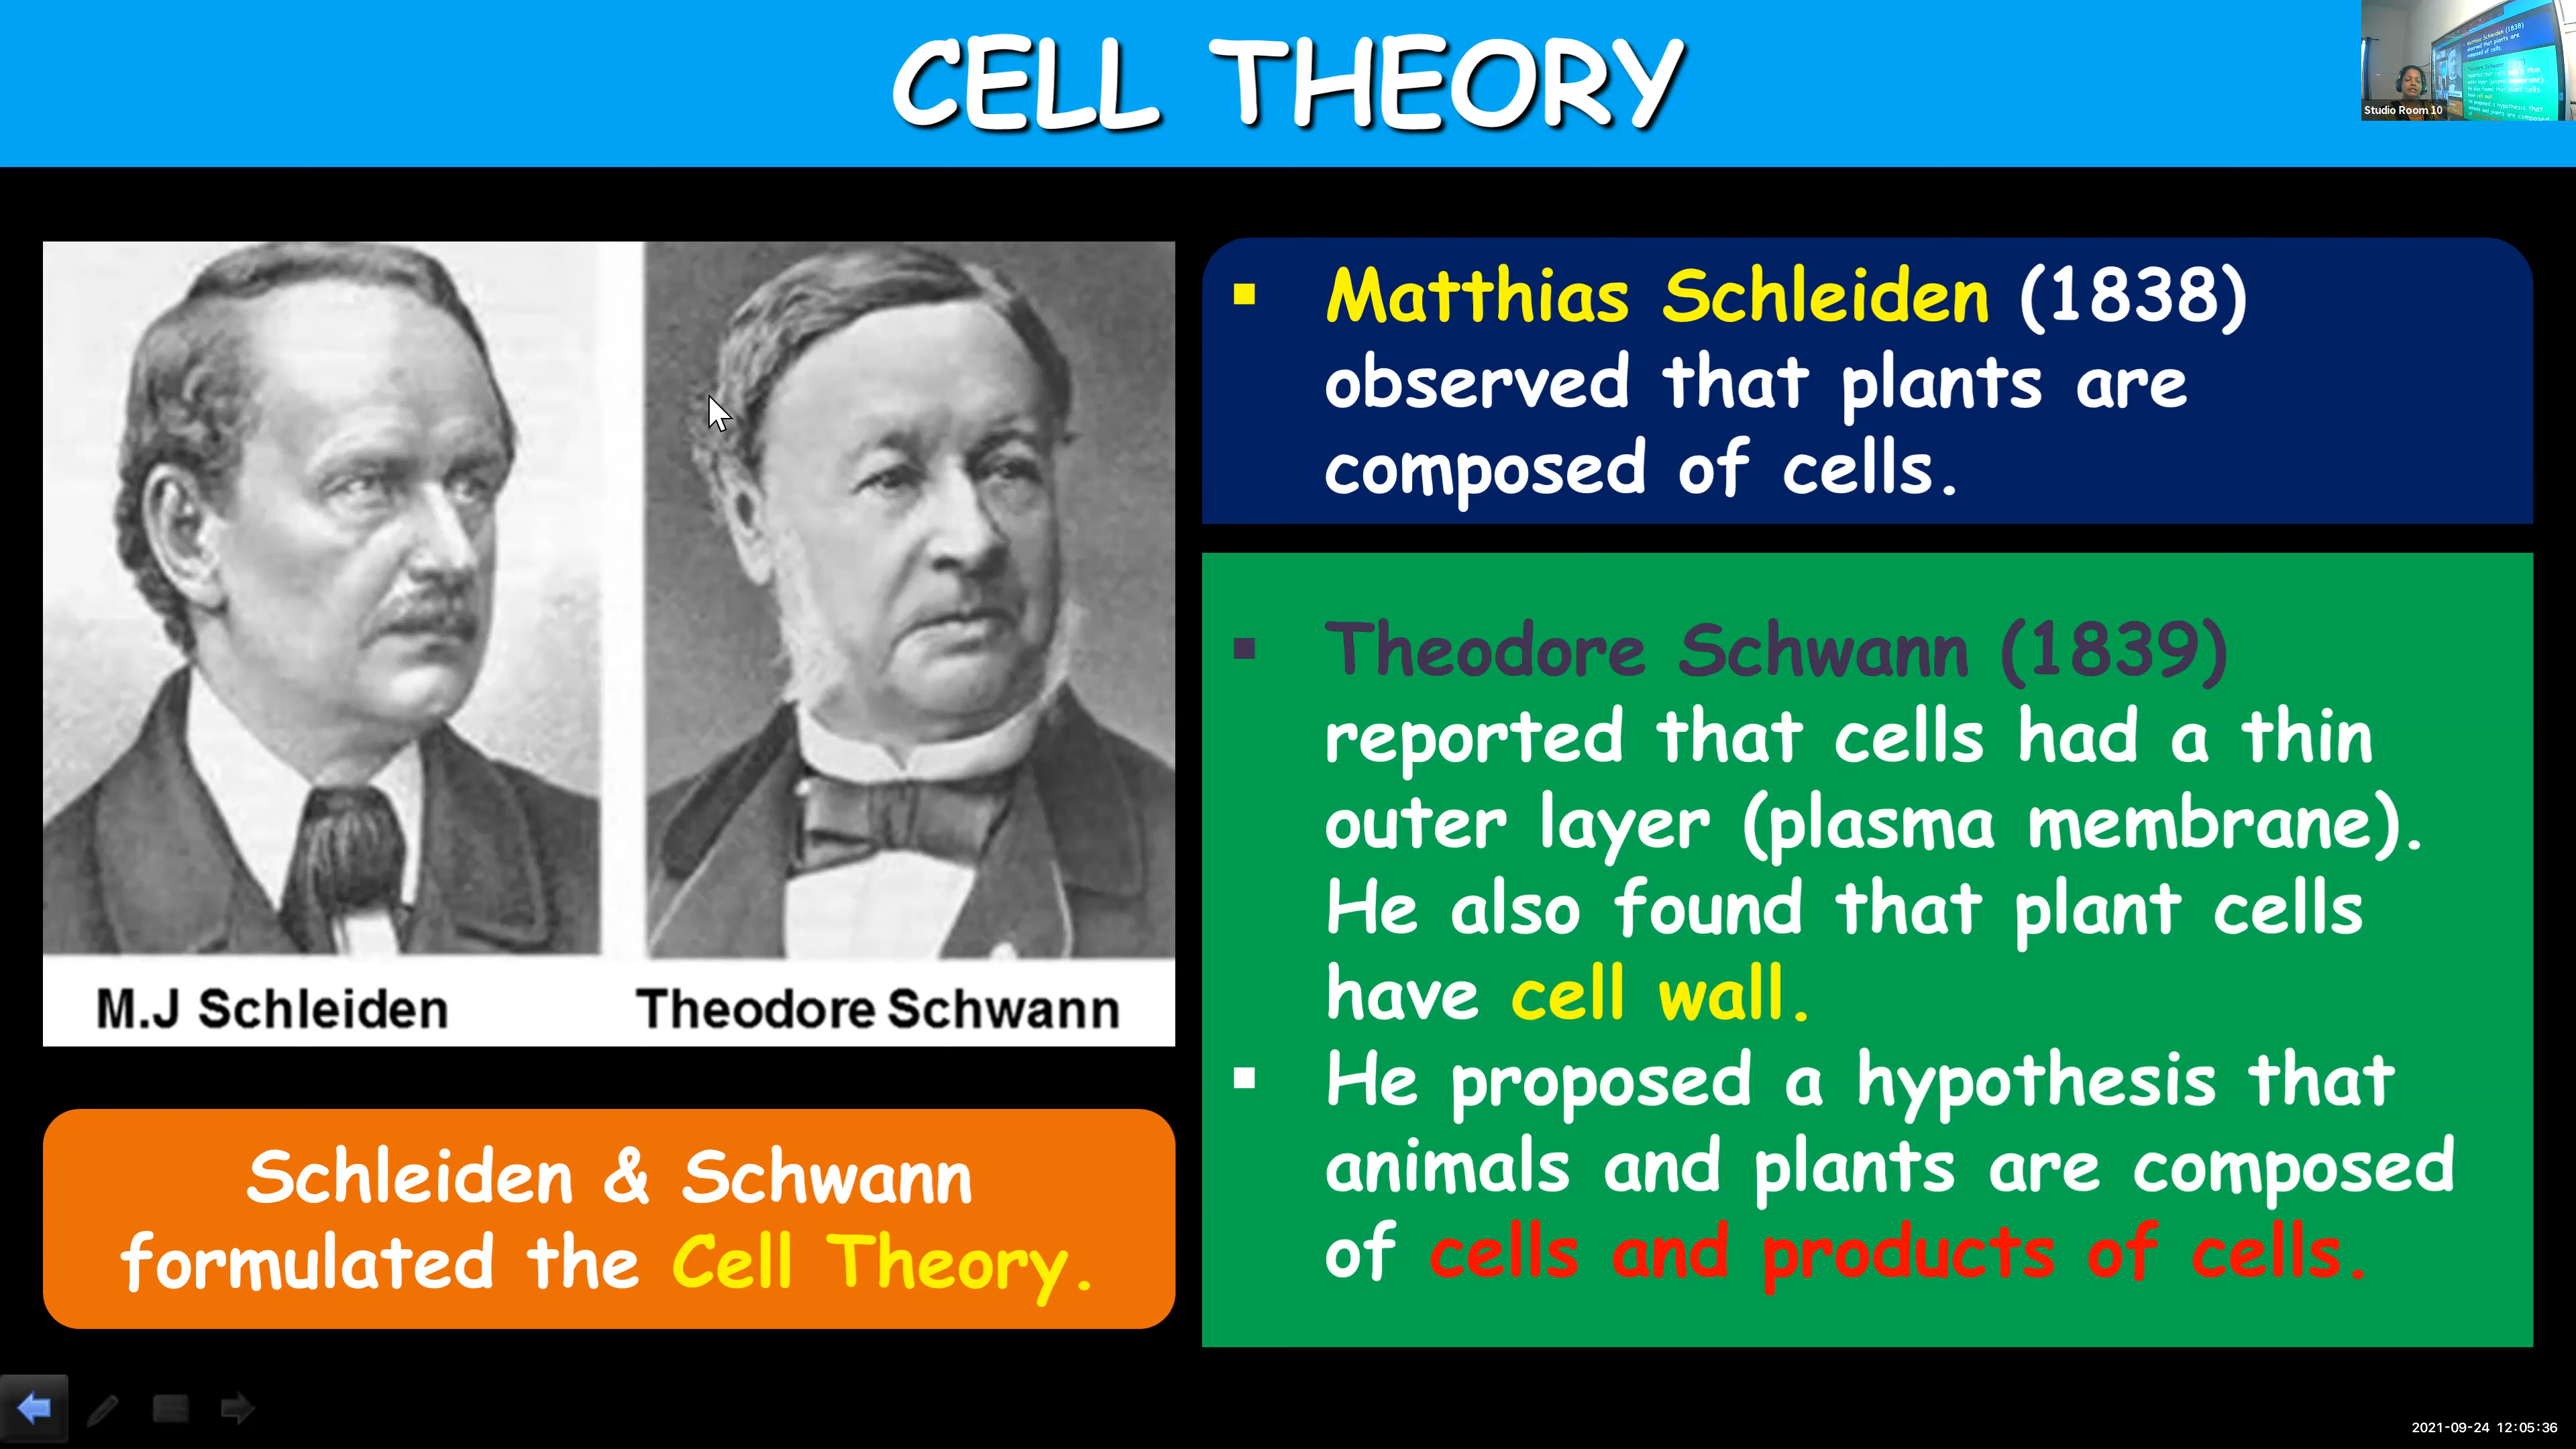 CELL THEORY
Studio Room 10
M.J Schleiden
Theodore Schwann
Schleiden & Schwann
formulated the Cell Theory.
▪ Matthias Schleiden (1838)
observed that plants are
composed of cells.
▪ Theodore Schwann (1839)
reported that cells had a thin
outer layer (plasma membrane).
He also found that plant cells
have cell wall.
▪ He proposed a hypothesis that
animals and plants are composed
of cells and products of cells.
2021-09-24 12:05:36